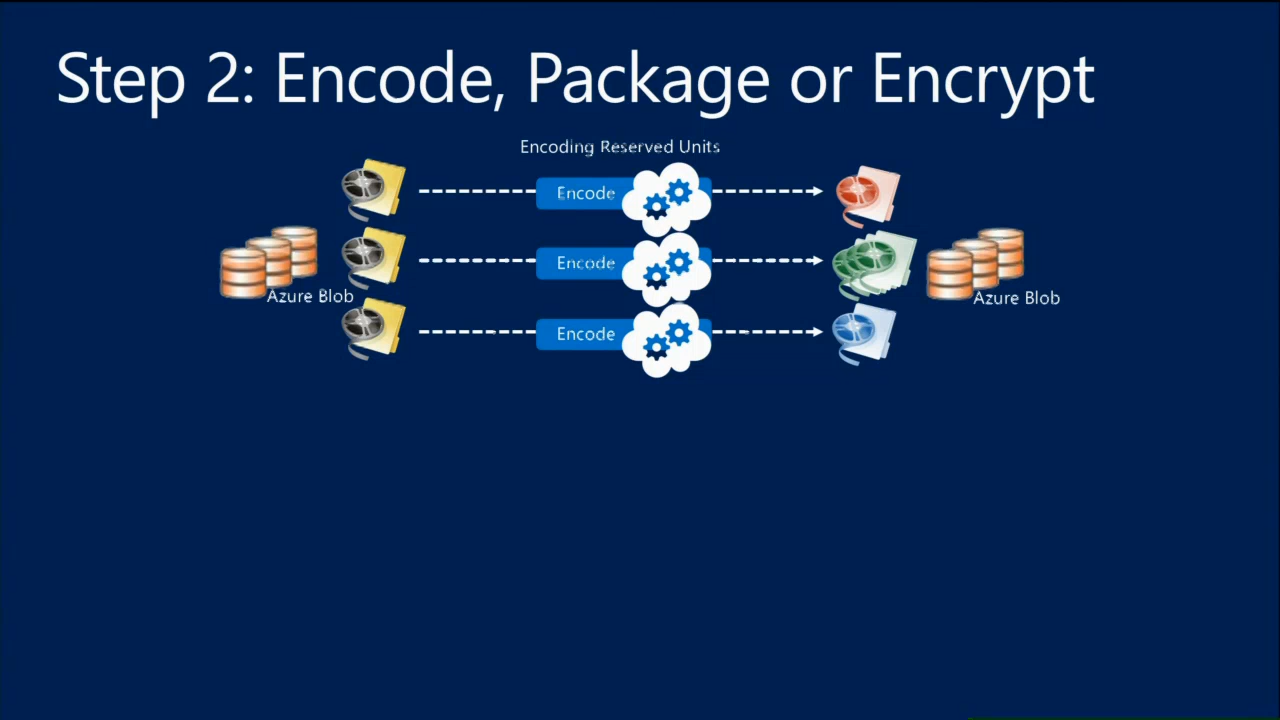 Step 2: Encode, Package or Encrypt
Encoding Reserved Units
Encode
Encode
Azure Blob
Azure Blob
Encode